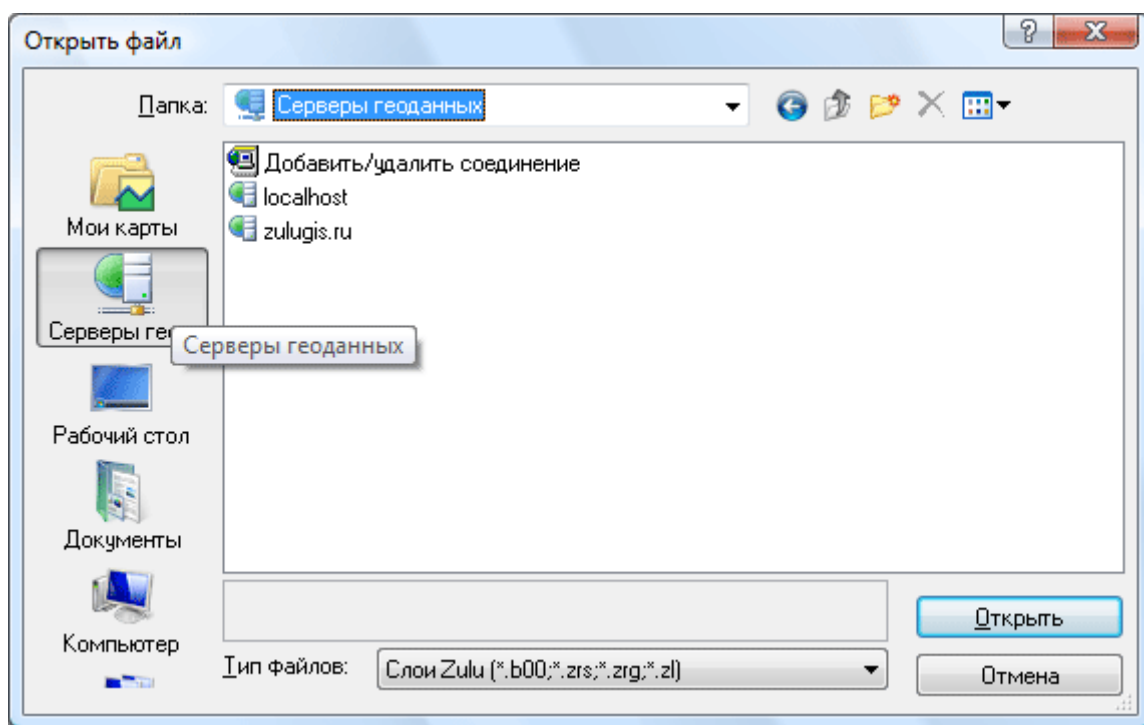 Открыть файл
Папка:
Серверы геоданных
Добавить/удалить соединение
localhost
zulugis.ru
Мои карты
Серверы гео
Серверы геоданных
Рабочий стол
Документы
Компьютер
Тип файлов:
Слои Zulu (*.b00;*.zrs;*.zrg;*.zl)
Открыть
Отмена